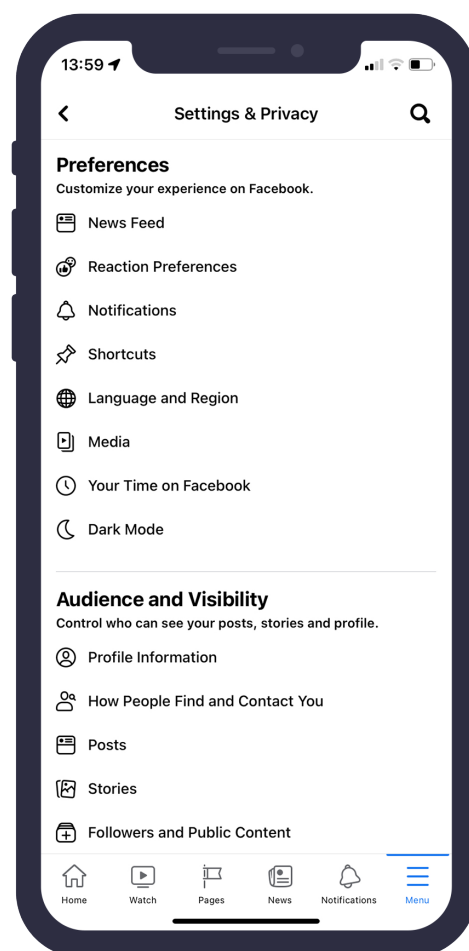 13:59
Settings & Privacy
Preferences
Customize your experience on Facebook.
News Feed
Reaction Preferences
Notifications
Shortcuts
Language and Region
Media
Your Time on Facebook
Dark Mode
Audience and Visibility
Control who can see your posts, stories and profile.
Profile Information
How People Find and Contact You
Posts
Stories
Followers and Public Content
Home Watch Pages News Notifications Menu